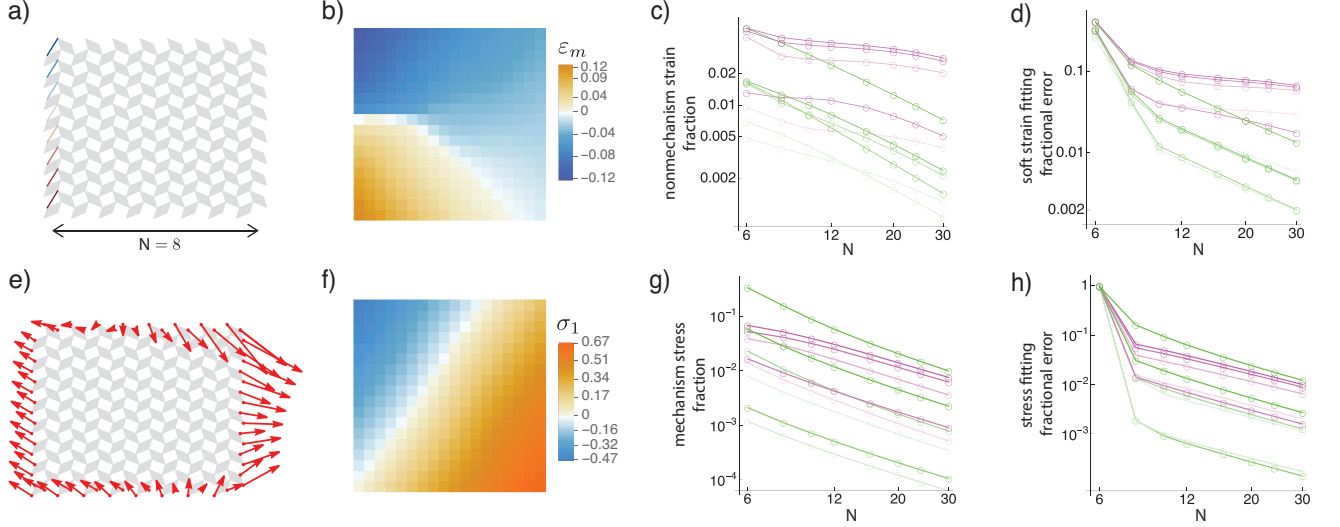 a)
N = 8
b)
εm
0.12
0.04
0
−0.04
−0.08
−0.12
c)
nonmechanism strain
fraction
0.02
0.01
0.005
0.002
6
12
20
30
N
d)
soft strain fitting
fractional error
0.1
0.01
0.002
6
12
20
30
N
e)
f)
σ1
0.67
0.51
0.34
0.17
0
−0.16
−0.32
−0.47
g)
mechanism stress
fraction
10−1
10−2
10−3
10−4
6
12
20
30
N
h)
stress fitting
fractional error
1
10−1
10−2
10−3
6
12
20
30
N